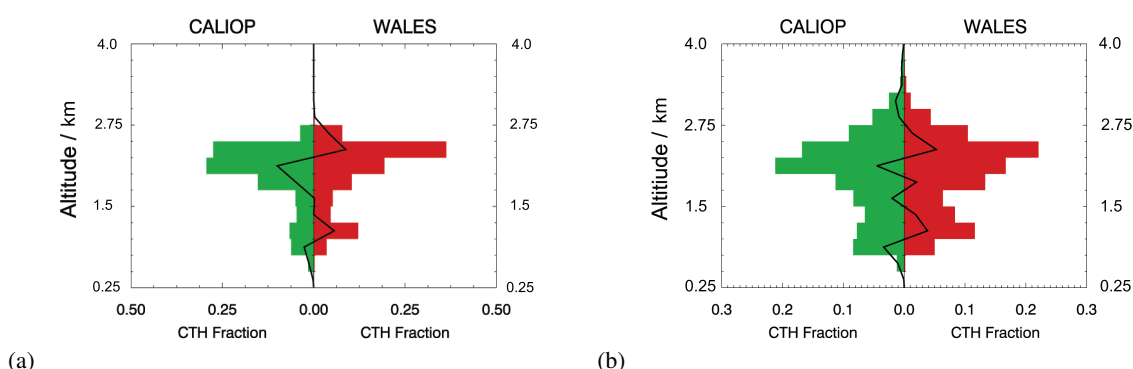 CALIOP WALES
4.0 4.0
2.75 2.75
1.5 1.5
0.25 0.25
Altitude / km
0.50 0.25 0.00 0.25 0.50
CTH Fraction CTH Fraction
(a)
CALIOP WALES
4.0 4.0
2.75 2.75
1.5 1.5
0.25 0.25
Altitiude / km
0.3 0.2 0.1 0.0 0.1 0.2 0.3
CTH Fraction CTH Fraction
(b)